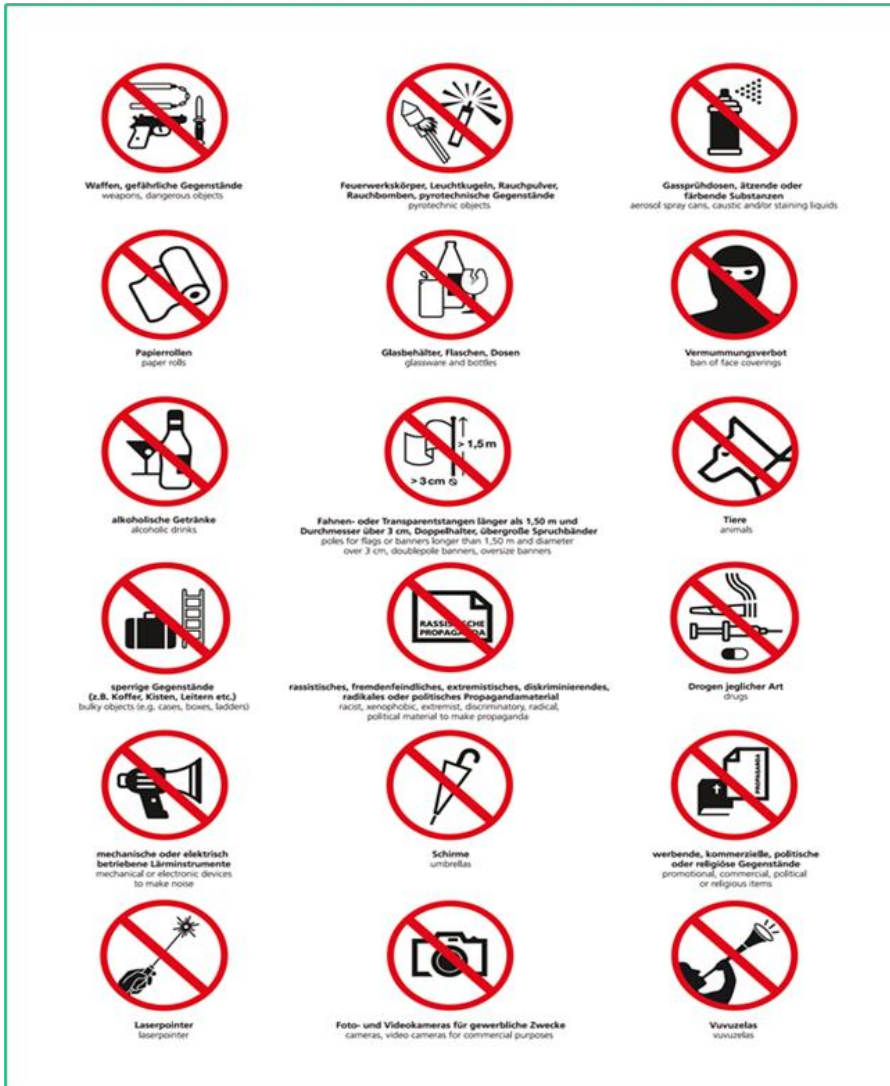 Waffen, gefährliche Gegenstände
weapons, dangerous objects
Feuerwerkskörper, Leuchtkugeln, Rauchpulver,
Rauchbomben, pyrotechnische Gegenstände
pyrotechnic objects
Gassprühdosen, ätzende oder
färbende Substanzen
aerosol spray cans, caustic and/or staining liquids
Papierrollen
paper rolls
Glasbehälter, Flaschen, Dosen
glassware and bottles
Vermummungsverbot
ban of face coverings
alkoholische Getränke
alcoholic drinks
> 1,5 m
> 3 cm
Fahnen- oder Transparentstangen länger als 1,50 m und
Durchmesser über 3 cm, Doppelhalter, übergroße Spruchbänder
poles for flags or banners longer than 1,50 m and diameter
over 3 cm, doublepole banners, oversize banners
Tiere
animals
sperrige Gegenstände
(z.B. Koffer, Kisten, Leitern etc.)
bulky objects (e.g. cases, boxes, ladders)
RASSISTISCHE
PROPAGANDA
rassistisches, fremdenfeindliches, extremistisches, diskriminierendes,
radikales oder politisches Propagandamaterial
racist, xenophobic, extremist, discriminatory, radical,
political material to make propaganda
Drogen jeglicher Art
drugs
mechanische oder elektrisch
betriebene Lärminstrumente
mechanical or electronic devices
to make noise
Schirme
umbrellas
PROPAGANDA
werbende, kommerzielle, politische
oder religiöse Gegenstände
promotional, commercial, political
or religious items
Laserpointer
laserpointer
Foto- und Videokameras für gewerbliche Zwecke
cameras, video cameras for commercial purposes
Vuvuzelas
vuvuzelas